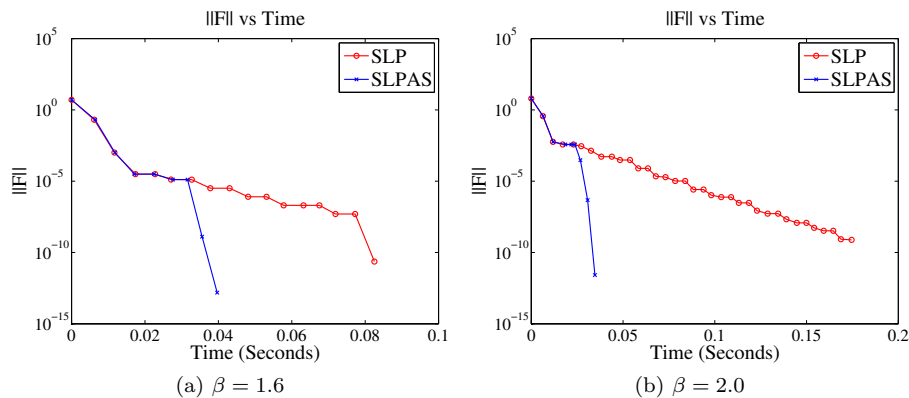 ||F|| vs Time
||F||
10^5
10^0
10^-5
10^-10
10^-15
SLP
SLPAS
0 0.02 0.04 0.06 0.08 0.1
Time (Seconds)
(a) β = 1.6
||F|| vs Time
||F||
10^5
10^0
10^-5
10^-10
10^-15
SLP
SLPAS
0 0.05 0.1 0.15 0.2
Time (Seconds)
(b) β = 2.0